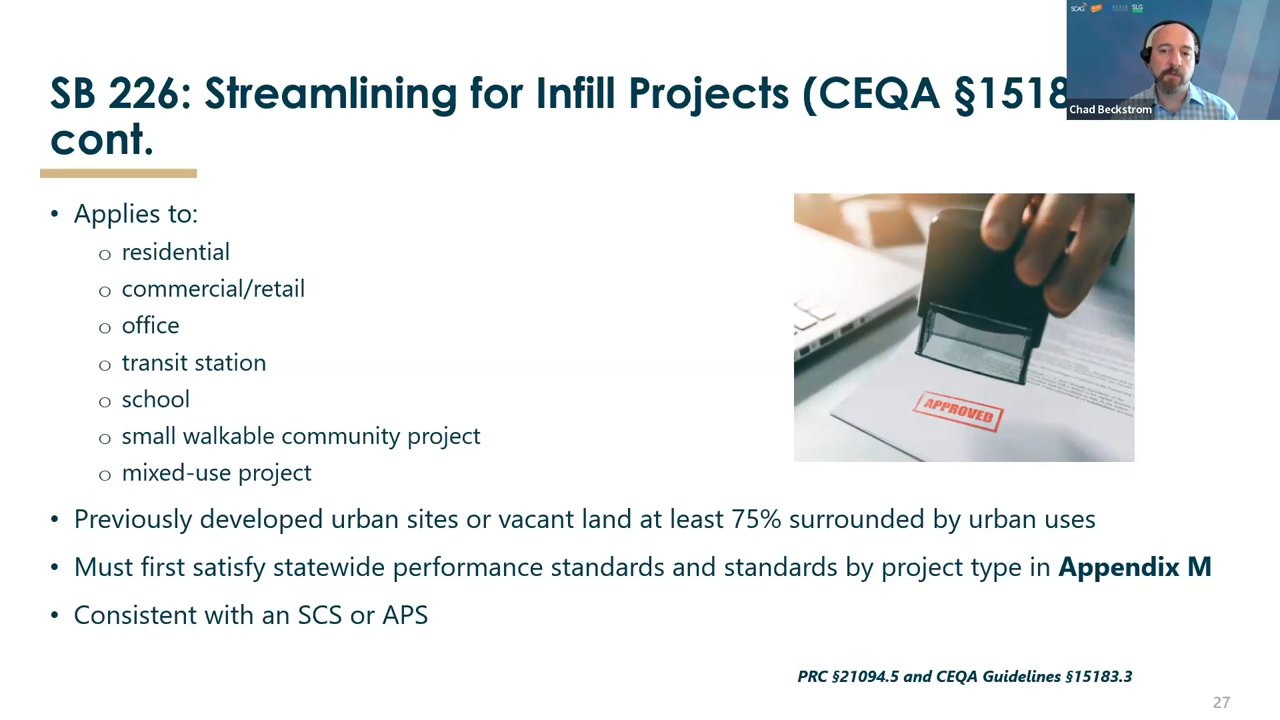 SCAG
SLG
SB 226: Streamlining for Infill Projects (CEQA §1518
cont.
Chad Beckstrom
• Applies to:
o residential
o commercial/retail
o office
o transit station
o school
o small walkable community project
o mixed-use project
APPROVED
• Previously developed urban sites or vacant land at least 75% surrounded by urban uses
• Must first satisfy statewide performance standards and standards by project type in Appendix M
• Consistent with an SCS or APS
PRC §21094.5 and CEQA Guidelines §15183.3
27